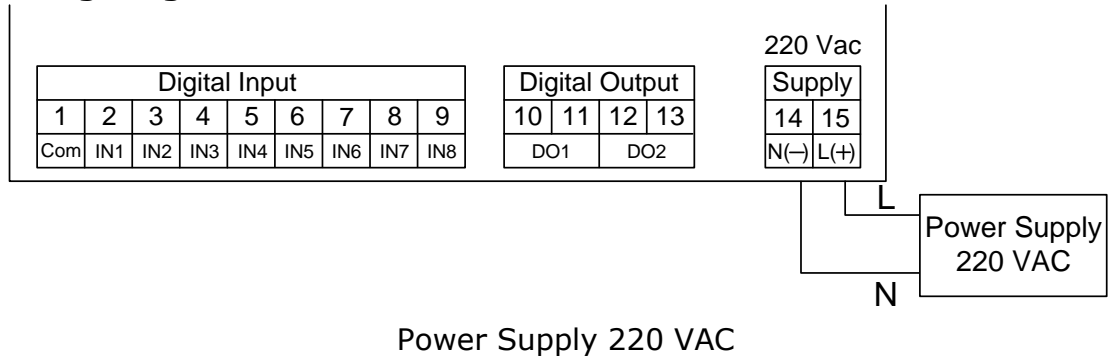 220 Vac
Digital Input Digital Output Supply
1 2 3 4 5 6 7 8 9 10 11 12 13 14 15
Com IN1 IN2 IN3 IN4 IN5 IN6 IN7 IN8 DO1 DO2 N(−) L(+)
L
Power Supply
220 VAC
N
Power Supply 220 VAC